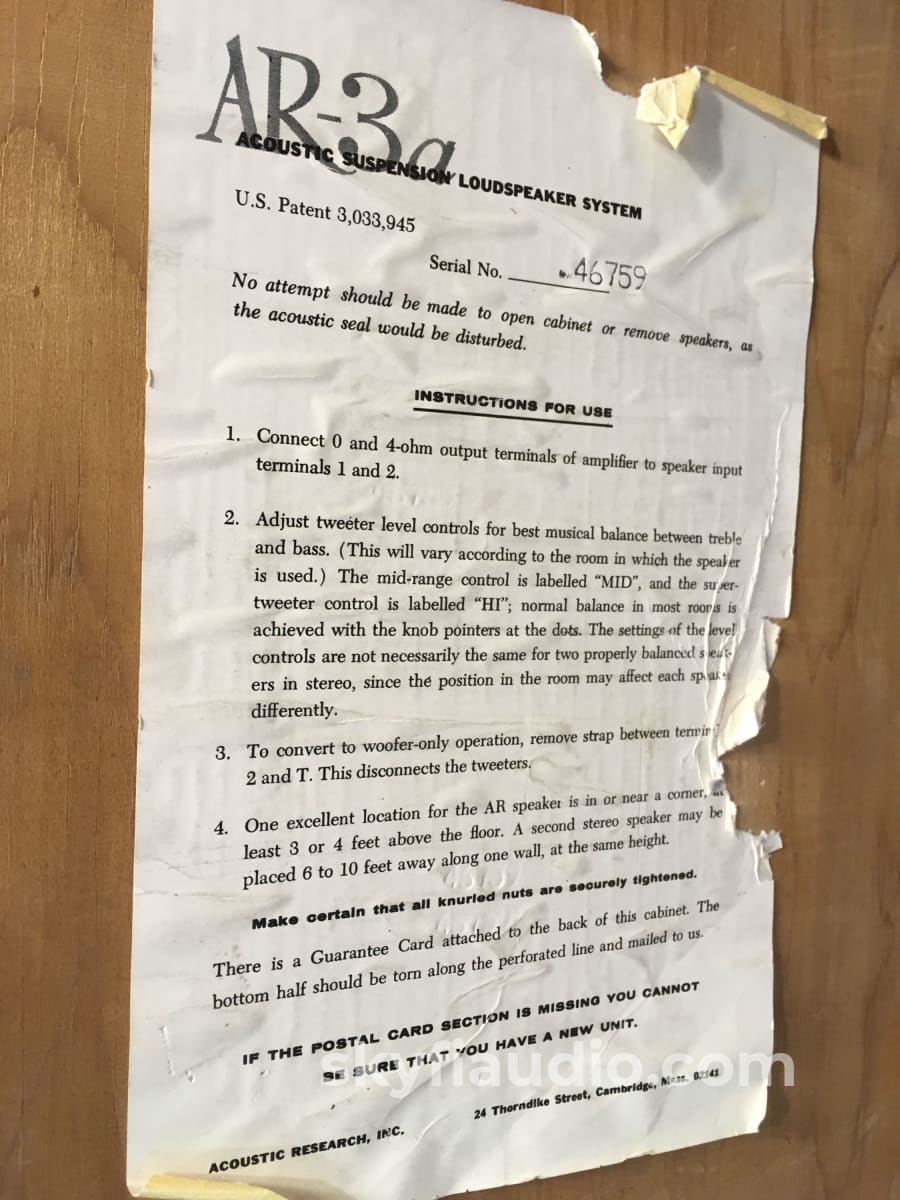 AR-3a
ACOUSTIC SUSPENSION LOUDSPEAKER SYSTEM
U.S. Patent 3,033,945
Serial No. 46759
No attempt should be made to open cabinet or remove speakers, as
the acoustic seal would be disturbed.
INSTRUCTIONS FOR USE
1. Connect 0 and 4-ohm output terminals of amplifier to speaker input
terminals 1 and 2.
2. Adjust tweeter level controls for best musical balance between treble
and bass. (This will vary according to the room in which the speaker
is used.) The mid-range control is labelled “MID”, and the super-
tweeter control is labelled “HI”; normal balance in most rooms is
achieved with the knob pointers at the dots. The settings of the level
controls are not necessarily the same for two properly balanced speak-
ers in stereo, since the position in the room may affect each speaker
differently.
3. To convert to woofer-only operation, remove strap between
2 and T. This disconnects the tweeters.
4. One excellent location for the AR speaker is in or near a corner, at
least 3 or 4 feet above the floor. A second stereo speaker may be
placed 6 to 10 feet away along one wall, at the same height.
Make certain that all knurled nuts are securely tightened.
There is a Guarantee Card attached to the back of this cabinet. The
bottom half should be torn along the perforated line and mailed to us.
IF THE POSTAL CARD SECTION IS MISSING YOU CANNOT
BE SURE THAT YOU HAVE A NEW UNIT.
skyfiaudio.com
24 Thorndike Street, Cambridge, Mass. 02141
ACOUSTIC RESEARCH, INC.